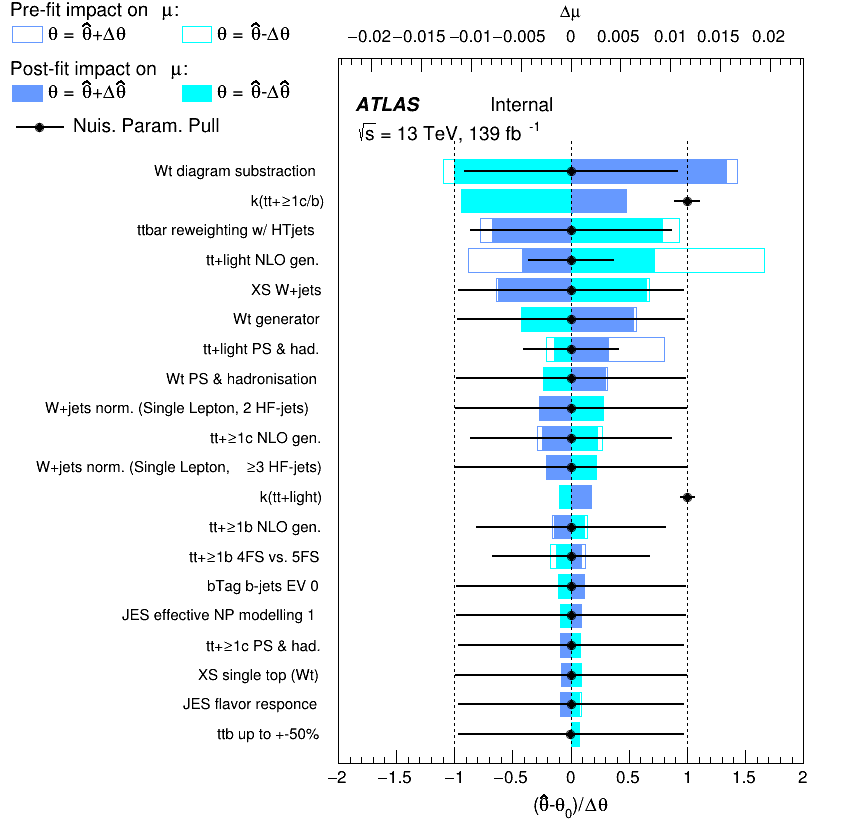 Pre-fit impact on μ:
θ = θ̂+Δθ θ = θ̂-Δθ
Post-fit impact on μ:
θ = θ̂+Δθ̂ θ = θ̂-Δθ̂
Nuis. Param. Pull
Δμ
−0.02 −0.015 −0.01 −0.005 0 0.005 0.01 0.015 0.02
ATLAS Internal
√s = 13 TeV, 139 fb⁻¹
Wt diagram substraction
k(tt+≥1c/b)
ttbar reweighting w/ HTjets
tt+light NLO gen.
XS W+jets
Wt generator
tt+light PS & had.
Wt PS & hadronisation
W+jets norm. (Single Lepton, 2 HF-jets)
tt+≥1c NLO gen.
W+jets norm. (Single Lepton, ≥3 HF-jets)
k(tt+light)
tt+≥1b NLO gen.
tt+≥1b 4FS vs. 5FS
bTag b-jets EV 0
JES effective NP modelling 1
tt+≥1c PS & had.
XS single top (Wt)
JES flavor responce
ttb up to +-50%
−2 −1.5 −1 −0.5 0 0.5 1 1.5 2
(θ̂-θ₀)/Δθ